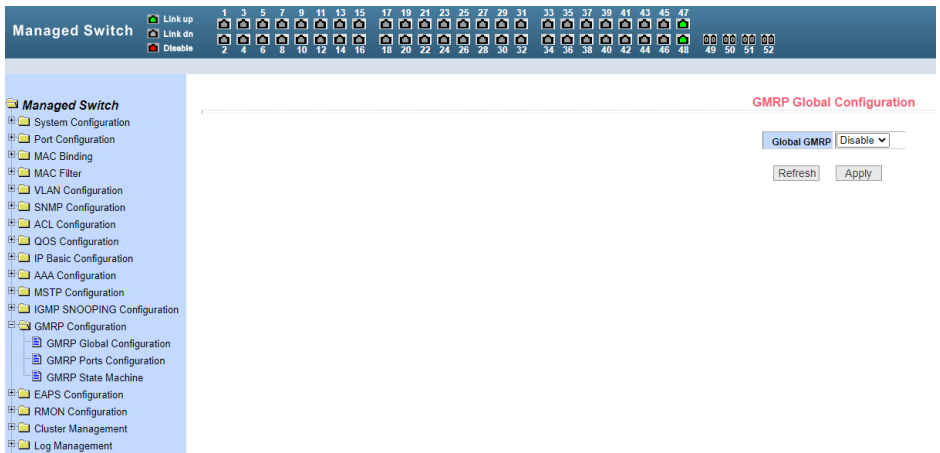 Managed Switch
Link up
Link dn
Disable
1 3 5 7 9 11 13 15 17 19 21 23 25 27 29 31 33 35 37 39 41 43 45 47
2 4 6 8 10 12 14 16 18 20 22 24 26 28 30 32 34 36 38 40 42 44 46 48 49 50 51 52
Managed Switch
System Configuration
Port Configuration
MAC Binding
MAC Filter
VLAN Configuration
SNMP Configuration
ACL Configuration
QOS Configuration
IP Basic Configuration
AAA Configuration
MSTP Configuration
IGMP SNOOPING Configuration
GMRP Configuration
GMRP Global Configuration
GMRP Ports Configuration
GMRP State Machine
EAPS Configuration
RMON Configuration
Cluster Management
Log Management
GMRP Global Configuration
Global GMRP Disable
Refresh Apply